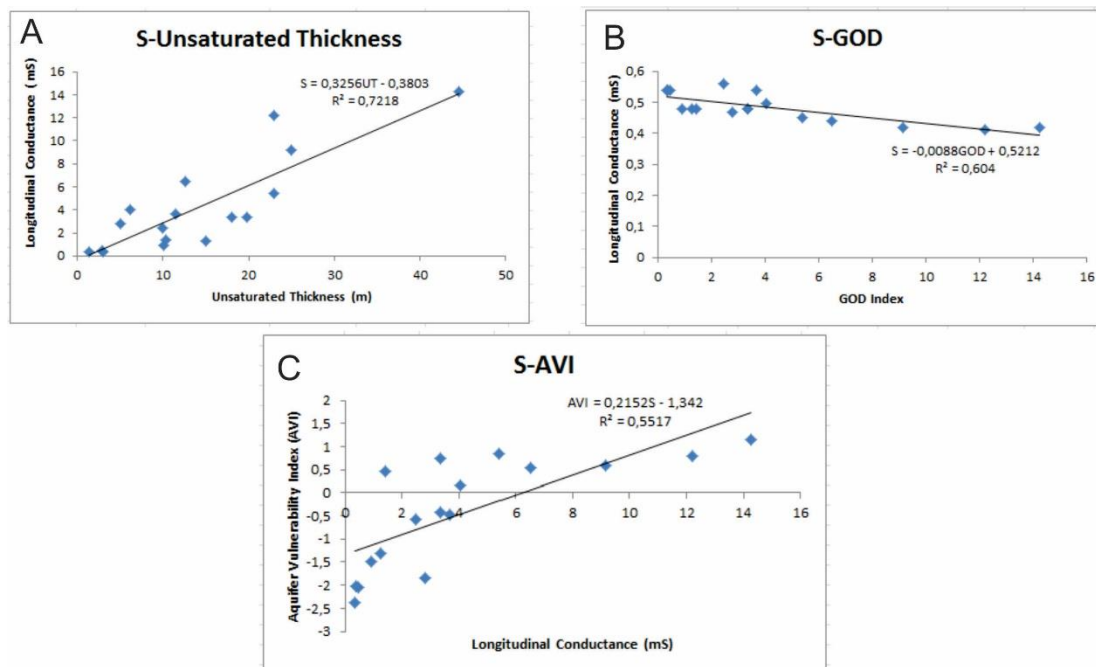 A
S-Unsaturated Thickness
S = 0,3256UT - 0,3803
R² = 0,7218
Longitudinal Conductance (mS)
16
14
12
10
8
6
4
2
0
0 10 20 30 40 50
Unsaturated Thickness (m)
B
S-GOD
Longitudinal Conductance (mS)
0,6
0,5
0,4
0,3
0,2
0,1
0
S = -0,0088GOD + 0,5212
R² = 0,604
0 2 4 6 8 10 12 14 16
GOD Index
C
S-AVI
AVI = 0,2152S - 1,342
R² = 0,5517
Aquifer Vulnerability Index (AVI)
2
1,5
1
0,5
0
-0,5
-1
-1,5
-2
-2,5
-3
0 2 4 6 8 10 12 14 16
Longitudinal Conductance (mS)